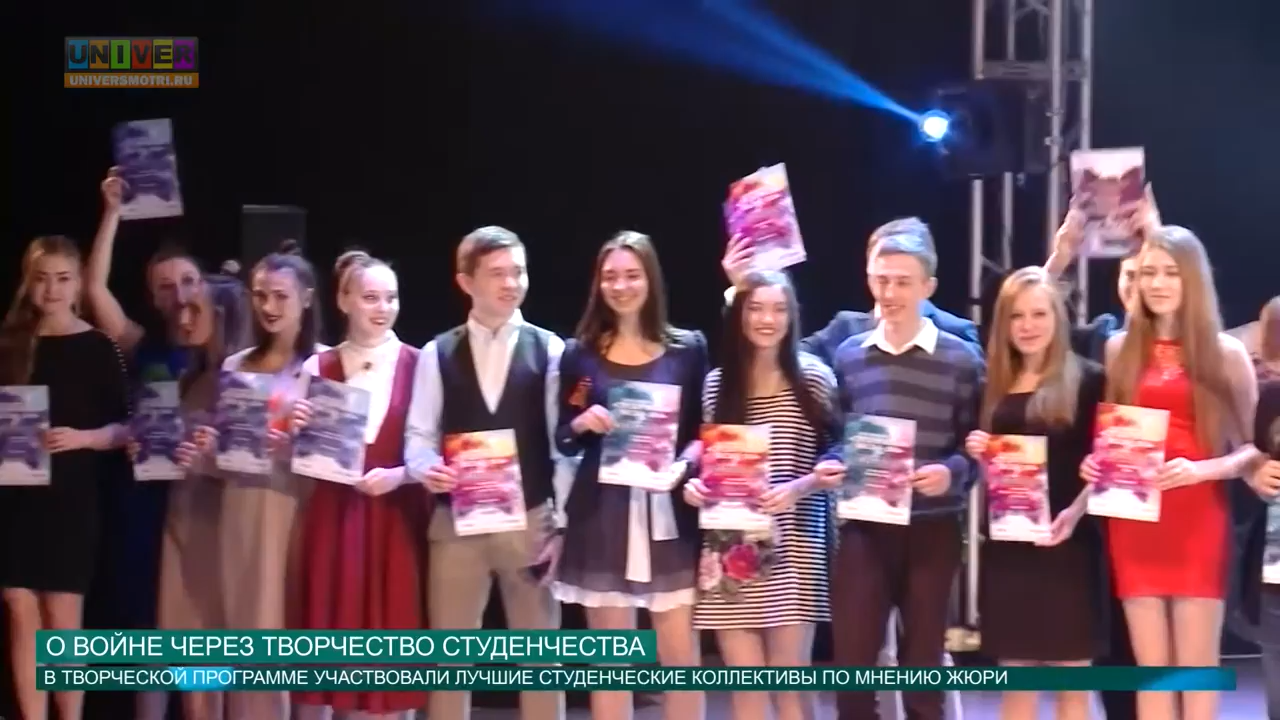 UNIVER
UNIVERSMOTRI.RU
О ВОЙНЕ ЧЕРЕЗ ТВОРЧЕСТВО СТУДЕНЧЕСТВА
В ТВОРЧЕСКОЙ ПРОГРАММЕ УЧАСТВОВАЛИ ЛУЧШИЕ СТУДЕНЧЕСКИЕ КОЛЛЕКТИВЫ ПО МНЕНИЮ ЖЮРИ